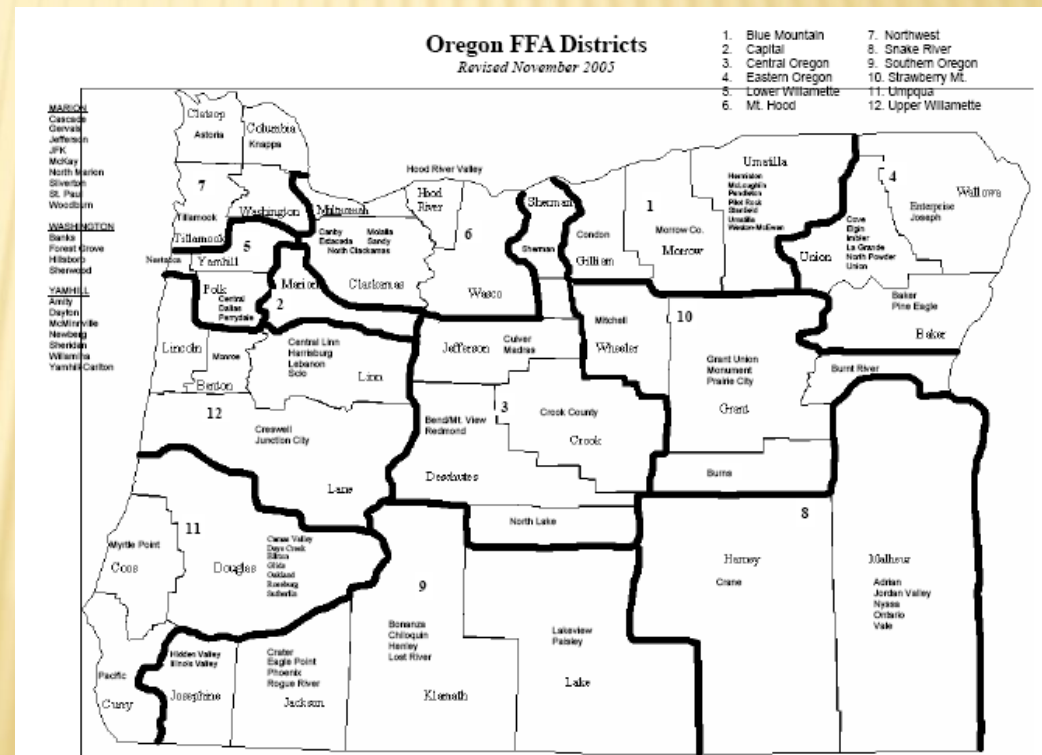 Oregon FFA Districts
Revised November 2005
1. Blue Mountain
2. Capital
3. Central Oregon
4. Eastern Oregon
5. Lower Willamette
6. Mt. Hood
7. Northwest
8. Snake River
9. Southern Oregon
10. Strawberry Mt.
11. Umpqua
12. Upper Willamette
MARION
Cascade
Gervais
Jefferson
JFK
McKay
North Marion
Silverton
St. Paul
Woodburn
WASHINGTON
Banks
Forest Grove
Hillsboro
Sherwood
YAMHILL
Amity
Dayton
McMinnville
Newberg
Sheridan
Willamina
Yamhill-Carlton
Clatsop
Astoria
Columbia
Knappa
7
Tillamook
Tillamook
Washington
Multnomah
Nestucca
5
Yamhill
Polk
Central
Dallas
Perrydale
Marion
2
Canby
Estacada
Molalla
Sandy
North Clackamas
Clackamas
Hood River Valley
Hood
River
6
Wasco
Sherman
Sherman
Condon
Gilliam
1
Morrow Co.
Morrow
Umatilla
Hermiston
McLoughlin
Pendleton
Pilot Rock
Stanfield
Umatilla
Weston-McEwen
4
Wallowa
Enterprise
Joseph
Union
Cove
Elgin
Imbler
La Grande
North Powder
Union
Baker
Pine Eagle
Baker
Burnt River
Lincoln
Monroe
Benton
Central Linn
Harrisburg
Lebanon
Scio
Linn
Jefferson
Culver
Madras
Mitchell
Wheeler
10
Grant Union
Monument
Prairie City
Grant
12
Creswell
Junction City
Lane
Bend/Mt. View
Redmond
3
Crook County
Crook
Deschutes
Burns
North Lake
11
Myrtle Point
Coos
Douglas
Camas Valley
Days Creek
Elkton
Glide
Oakland
Roseburg
Sutherlin
9
Bonanza
Chiloquin
Henley
Lost River
Klamath
Lakeview
Paisley
Lake
8
Harney
Crane
Malheur
Adrian
Jordan Valley
Nyssa
Ontario
Vale
Pacific
Curry
Hidden Valley
Illinois Valley
Josephine
Crater
Eagle Point
Phoenix
Rogue River
Jackson